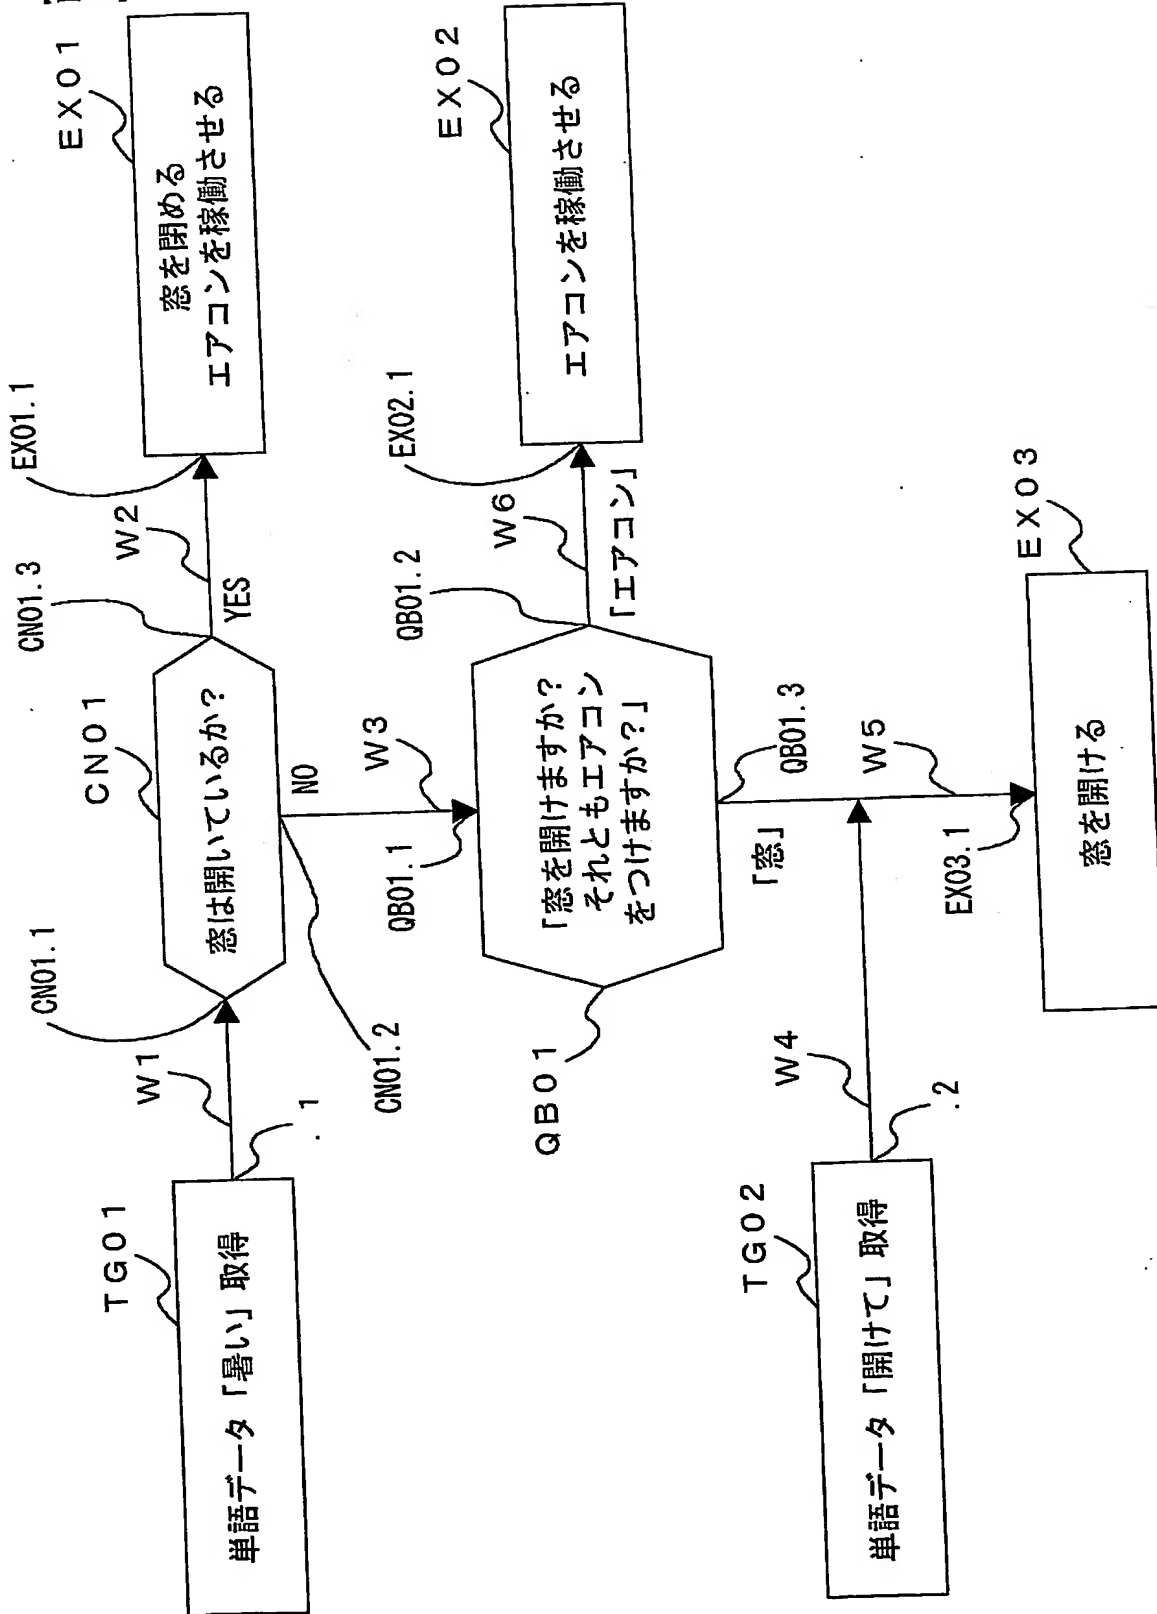 TG01
単語データ「暑い」取得
.1
W1
CN01.1
CN01
窓は開いているか?
CN01.3
YES
W2
EX01.1
EX01
窓を閉める
エアコンを稼働させる
CN01.2
NO
W3
QB01.1
QB01
「窓を開けますか?
それともエアコン
をつけますか?」
QB01.2
W6
「エアコン」
EX02.1
EX02
エアコンを稼働させる
QB01.3
「窓」
TG02
単語データ「開けて」取得
.2
W4
W5
EX03.1
EX03
窓を開ける